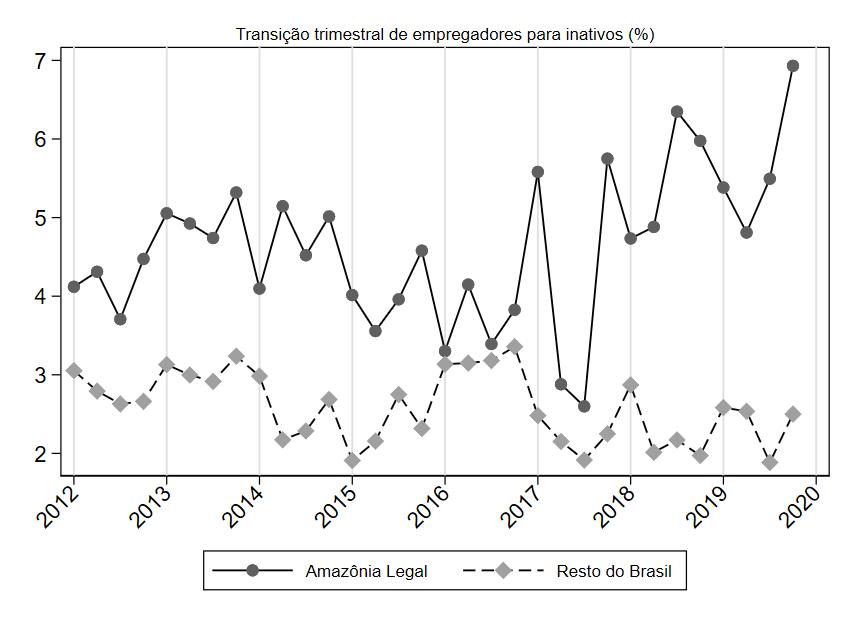 Transição trimestral de empregadores para inativos (%)
7
6
5
4
3
2
2012 2013 2014 2015 2016 2017 2018 2019 2020
Amazônia Legal Resto do Brasil